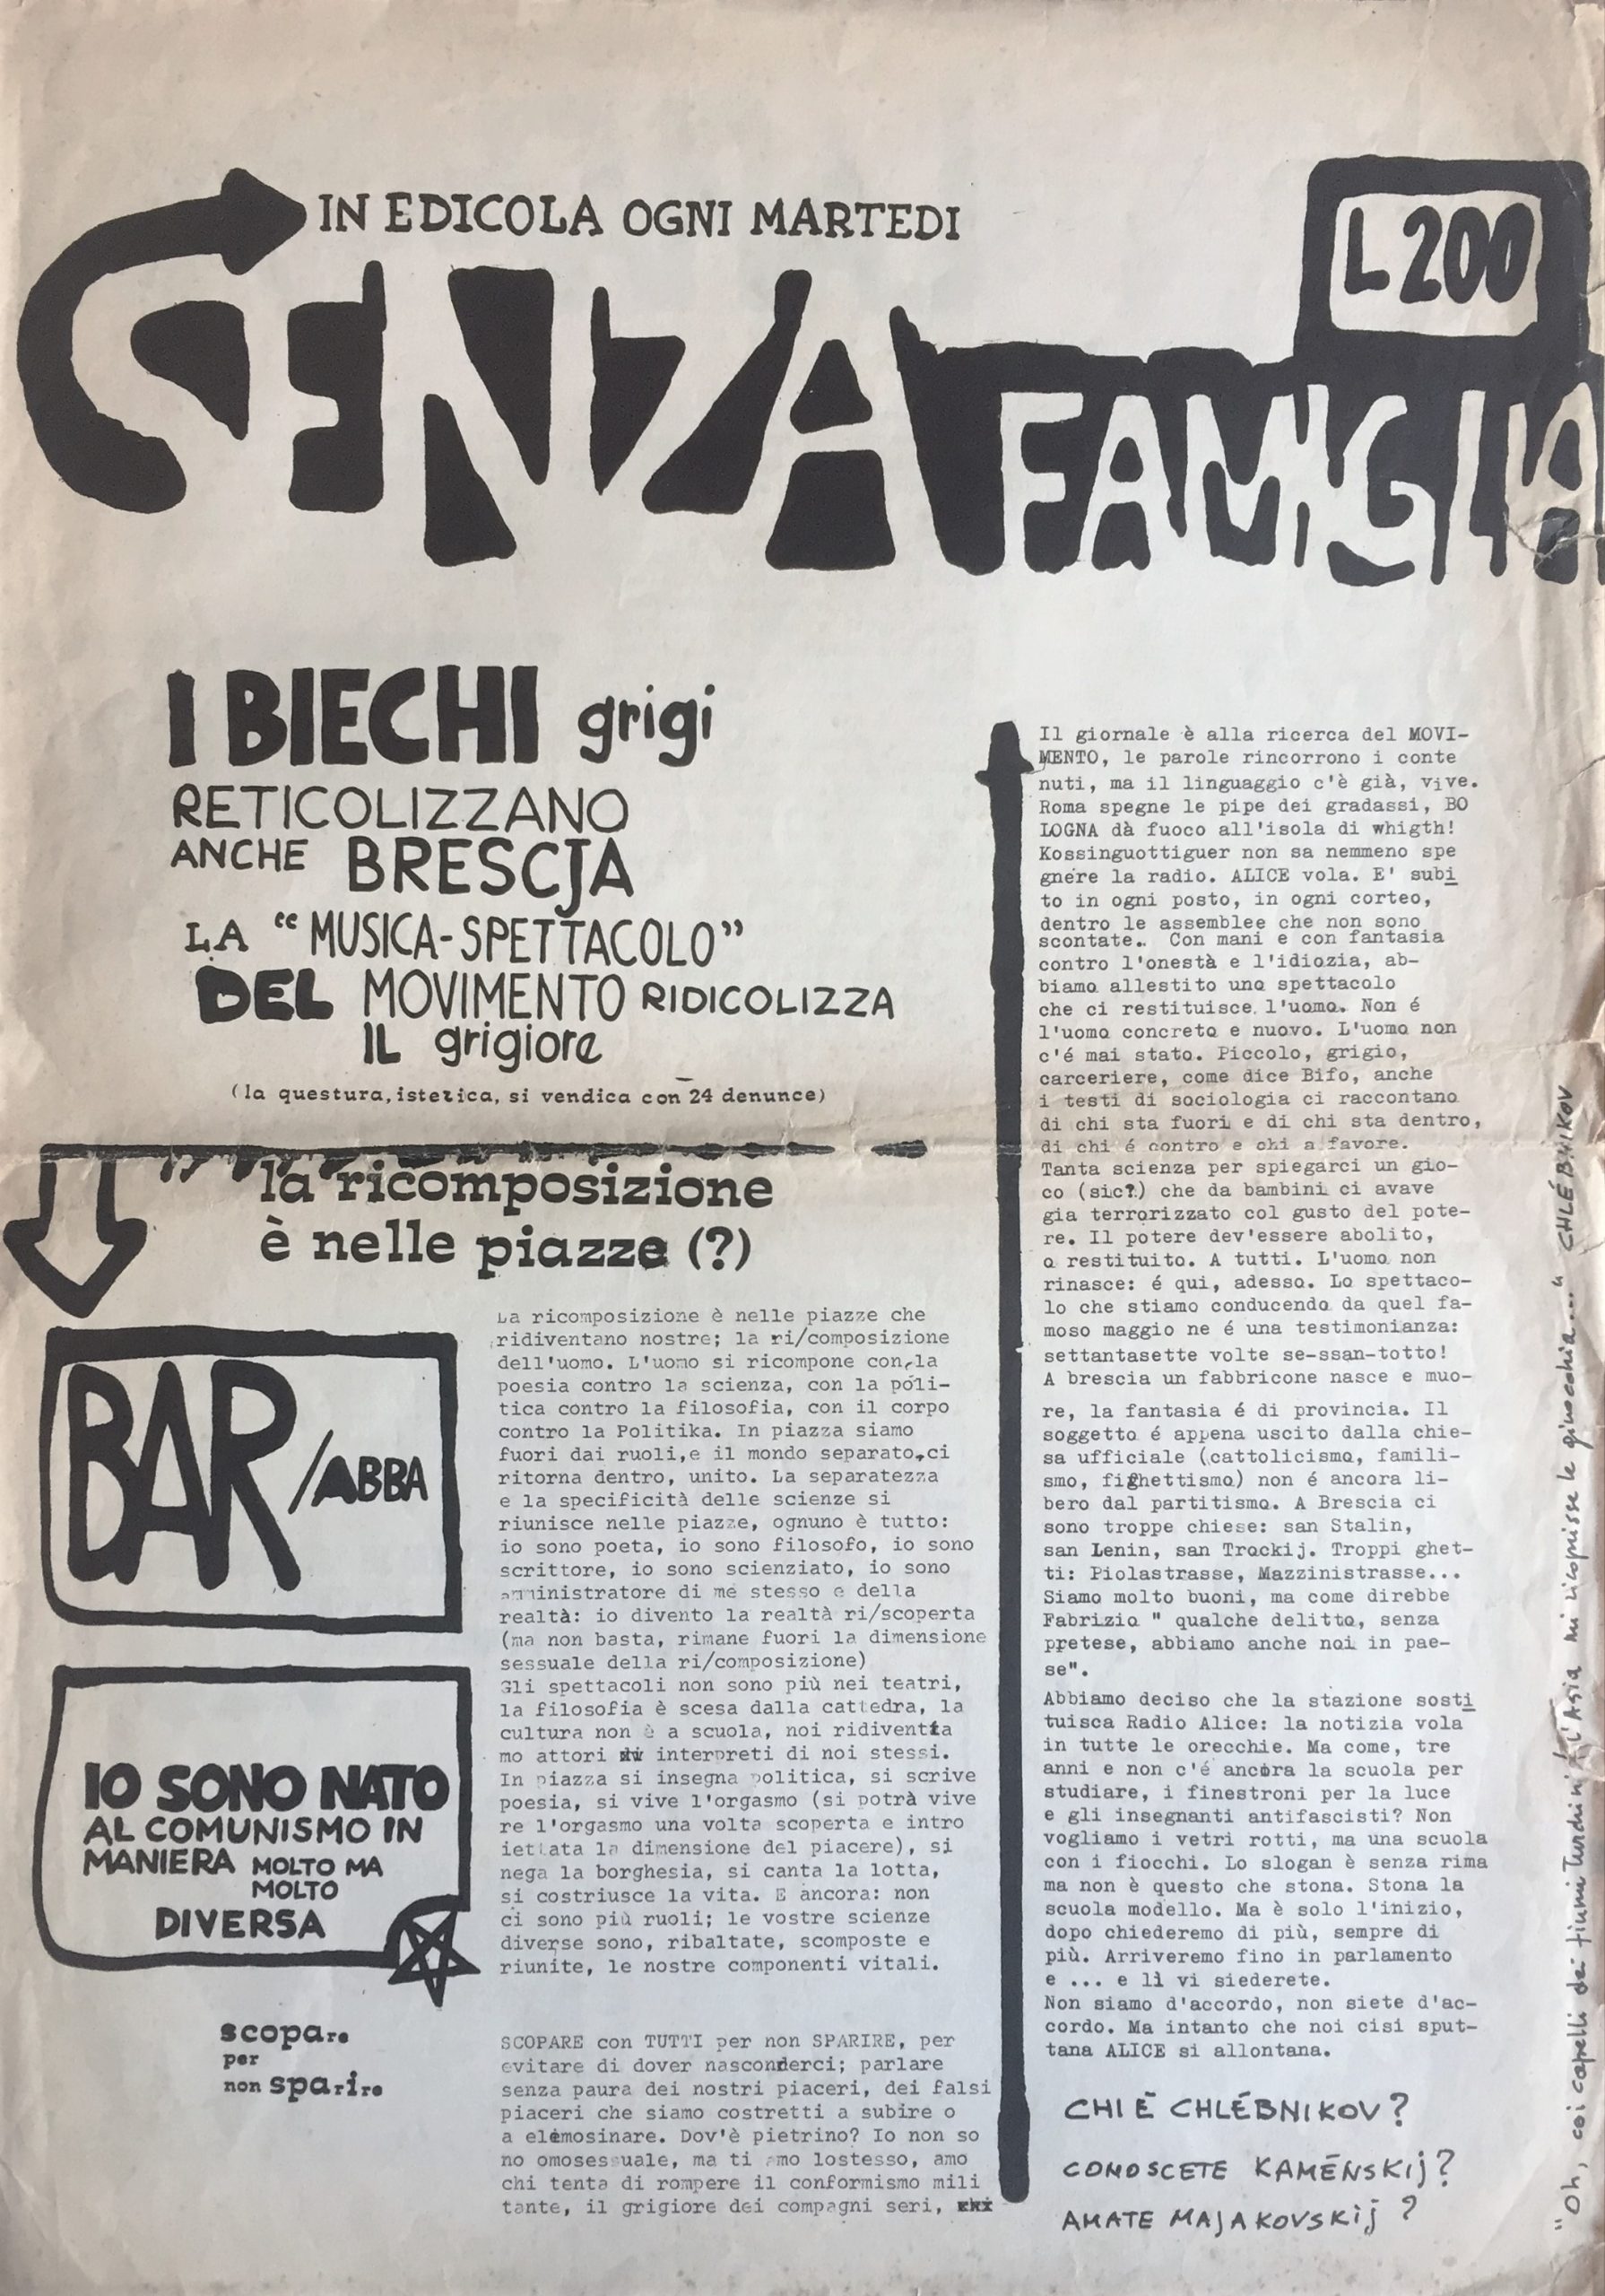 IN EDICOLA OGNI MARTEDI
L 200
SENZA FAMIGLIA
I BIECHI grigi
RETICOLIZZANO
ANCHE BRESCJA
LA “MUSICA-SPETTACOLO”
DEL MOVIMENTO RIDICOLIZZA
IL grigiore
(la questura,isterica, si vendica con 24 denunce)
la ricomposizione
è nelle piazze (?)
BAR/ABBA
IO SONO NATO
AL COMUNISMO IN
MANIERA MOLTO MA
MOLTO
DIVERSA
scopare
per
non sparire
La ricomposizione è nelle piazze che
ridiventano nostre; la ri/composizione
dell'uomo. L'uomo si ricompone con la
poesia contro la scienza, con la poli-
tica contro la filosofia, con il corpo
contro la Politika. In piazza siamo
fuori dai ruoli,e il mondo separato,ci
ritorna dentro, unito. La separatezza
e la specificità delle scienze si
riunisce nelle piazze, ognuno è tutto:
io sono poeta, io sono filosofo, io sono
scrittore, io sono scienziato, io sono
amministratore di me stesso e della
realtà: io divento la realtà ri/scoperta
(ma non basta, rimane fuori la dimensione
sessuale della ri/composizione)
Gli spettacoli non sono più nei teatri,
la filosofia è scesa dalla cattedra, la
cultura non è a scuola, noi ridiventia
mo attori interpreti di noi stessi.
In piazza si insegna politica, si scrive
poesia, si vive l'orgasmo (si potrà vive
re l'orgasmo una volta scoperta e intro
iettata la dimensione del piacere), si
nega la borghesia, si canta la lotta,
si costriusce la vita. E ancora: non
ci sono più ruoli; le vostre scienze
diverse sono, ribaltate, scomposte e
riunite, le nostre componenti vitali.
SCOPARE con TUTTI per non SPARIRE, per
evitare di dover nasconderci; parlare
senza paura dei nostri piaceri, dei falsi
piaceri che siamo costretti a subire o
a elemosinare. Dov'è pietrino? Io non so
no omosessuale, ma ti amo lostesso, amo
chi tenta di rompere il conformismo mili
tante, il grigiore dei compagni seri,
Il giornale è alla ricerca del MOVI-
MENTO, le parole rincorrono i conte
nuti, ma il linguaggio c'è già, vive.
Roma spegne le pipe dei gradassi, BO
LOGNA dà fuoco all'isola di whigth!
Kossinguottiguer non sa nemmeno spe
gnere la radio. ALICE vola. E' subi
to in ogni posto, in ogni corteo,
dentro le assemblee che non sono
scontate.. Con mani e con fantasia
contro l'onestà e l'idiozia, ab-
biamo allestito uno spettacolo
che ci restituisce l'uomo. Non é
l'uomo concreto e nuovo. L'uomo non
c'é mai stato. Piccolo, grigio,
carceriere, come dice Bifo, anche
i testi di sociologia ci raccontano
di chi sta fuori e di chi sta dentro,
di chi é contro e chi a favore.
Tanta scienza per spiegarci un gio-
co (sic?) che da bambini ci aveve
gia terrorizzato col gusto del pote-
re. Il potere dev'essere abolito,
o restituito. A tutti. L'uomo non
rinasce: é qui, adesso. Lo spettaco-
lo che stiamo conducendo da quel fa-
moso maggio ne é una testimonianza:
settantasette volte se-ssan-totto!
A brescia un fabbricone nasce e muo-
re, la fantasia é di provincia. Il
soggetto é appena uscito dalla chie-
sa ufficiale (cattolicismo, famili-
smo, fighettismo) non é ancora li-
bero dal partitismo. A Brescia ci
sono troppe chiese: san Stalin,
san Lenin, san Trockij. Troppi ghet-
ti: Piolastrasse, Mazzinistrasse...
Siamo molto buoni, ma come direbbe
Fabrizio " qualche delitto, senza
pretese, abbiamo anche noi in pae-
se".
Abbiamo deciso che la stazione sosti
tuisca Radio Alice: la notizia vola
in tutte le orecchie. Ma come, tre
anni e non c'é ancora la scuola per
studiare, i finestroni per la luce
e gli insegnanti antifascisti? Non
vogliamo i vetri rotti, ma una scuola
con i fiocchi. Lo slogan è senza rima
ma non è questo che stona. Stona la
scuola modello. Ma è solo l'inizio,
dopo chiederemo di più, sempre di
più. Arriveremo fino in parlamento
e ... e lì vi siederete.
Non siamo d'accordo, non siete d'ac-
cordo. Ma intanto che noi cisi sput-
tana ALICE si allontana.
CHI È CHLÉBNIKOV?
CONOSCETE KAMÉNSKIJ?
AMATE MAJAKOVSKIJ?
"Oh, coi capelli dei fiumi turchini l'Asia mi ricoprisse le ginocchia..." CHLÉBNIKOV